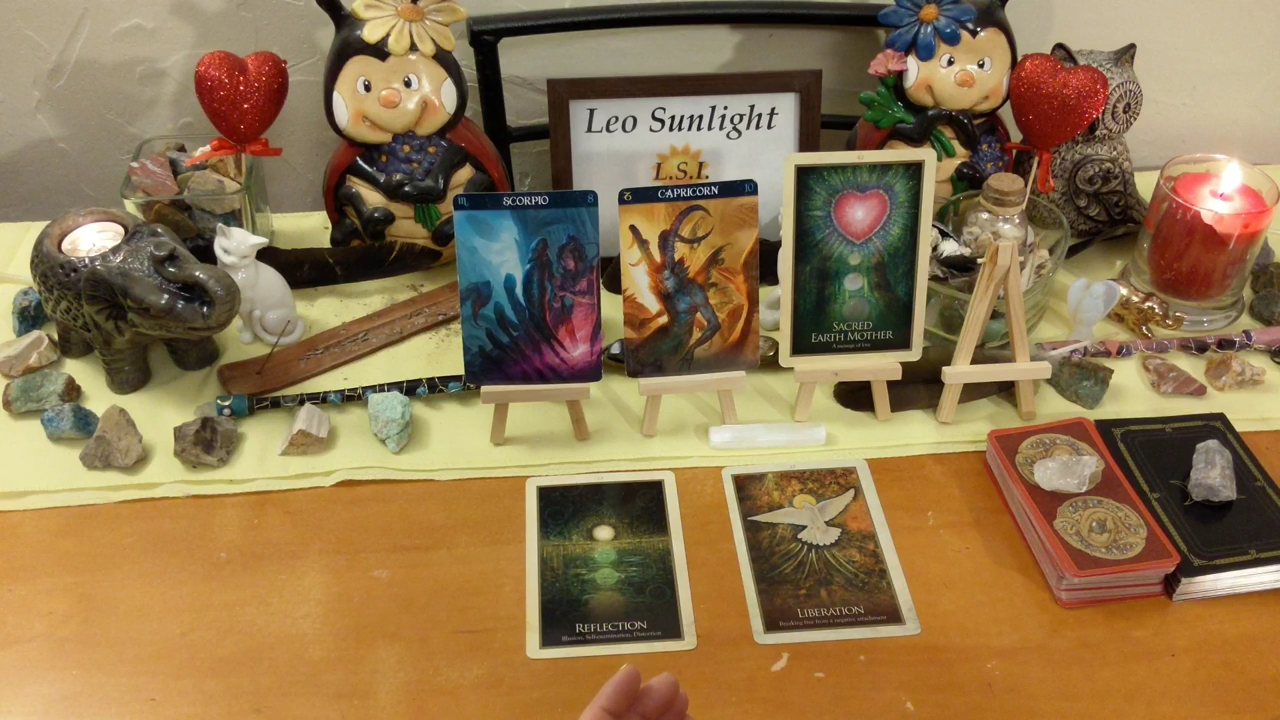 Leo Sunlight
L.S.I.
♏ SCORPIO 8
♑ CAPRICORN 10
SACRED
EARTH MOTHER
A message of love
REFLECTION
Illusion, Self-examination, Distortion
LIBERATION
Breaking free from a negative attachment